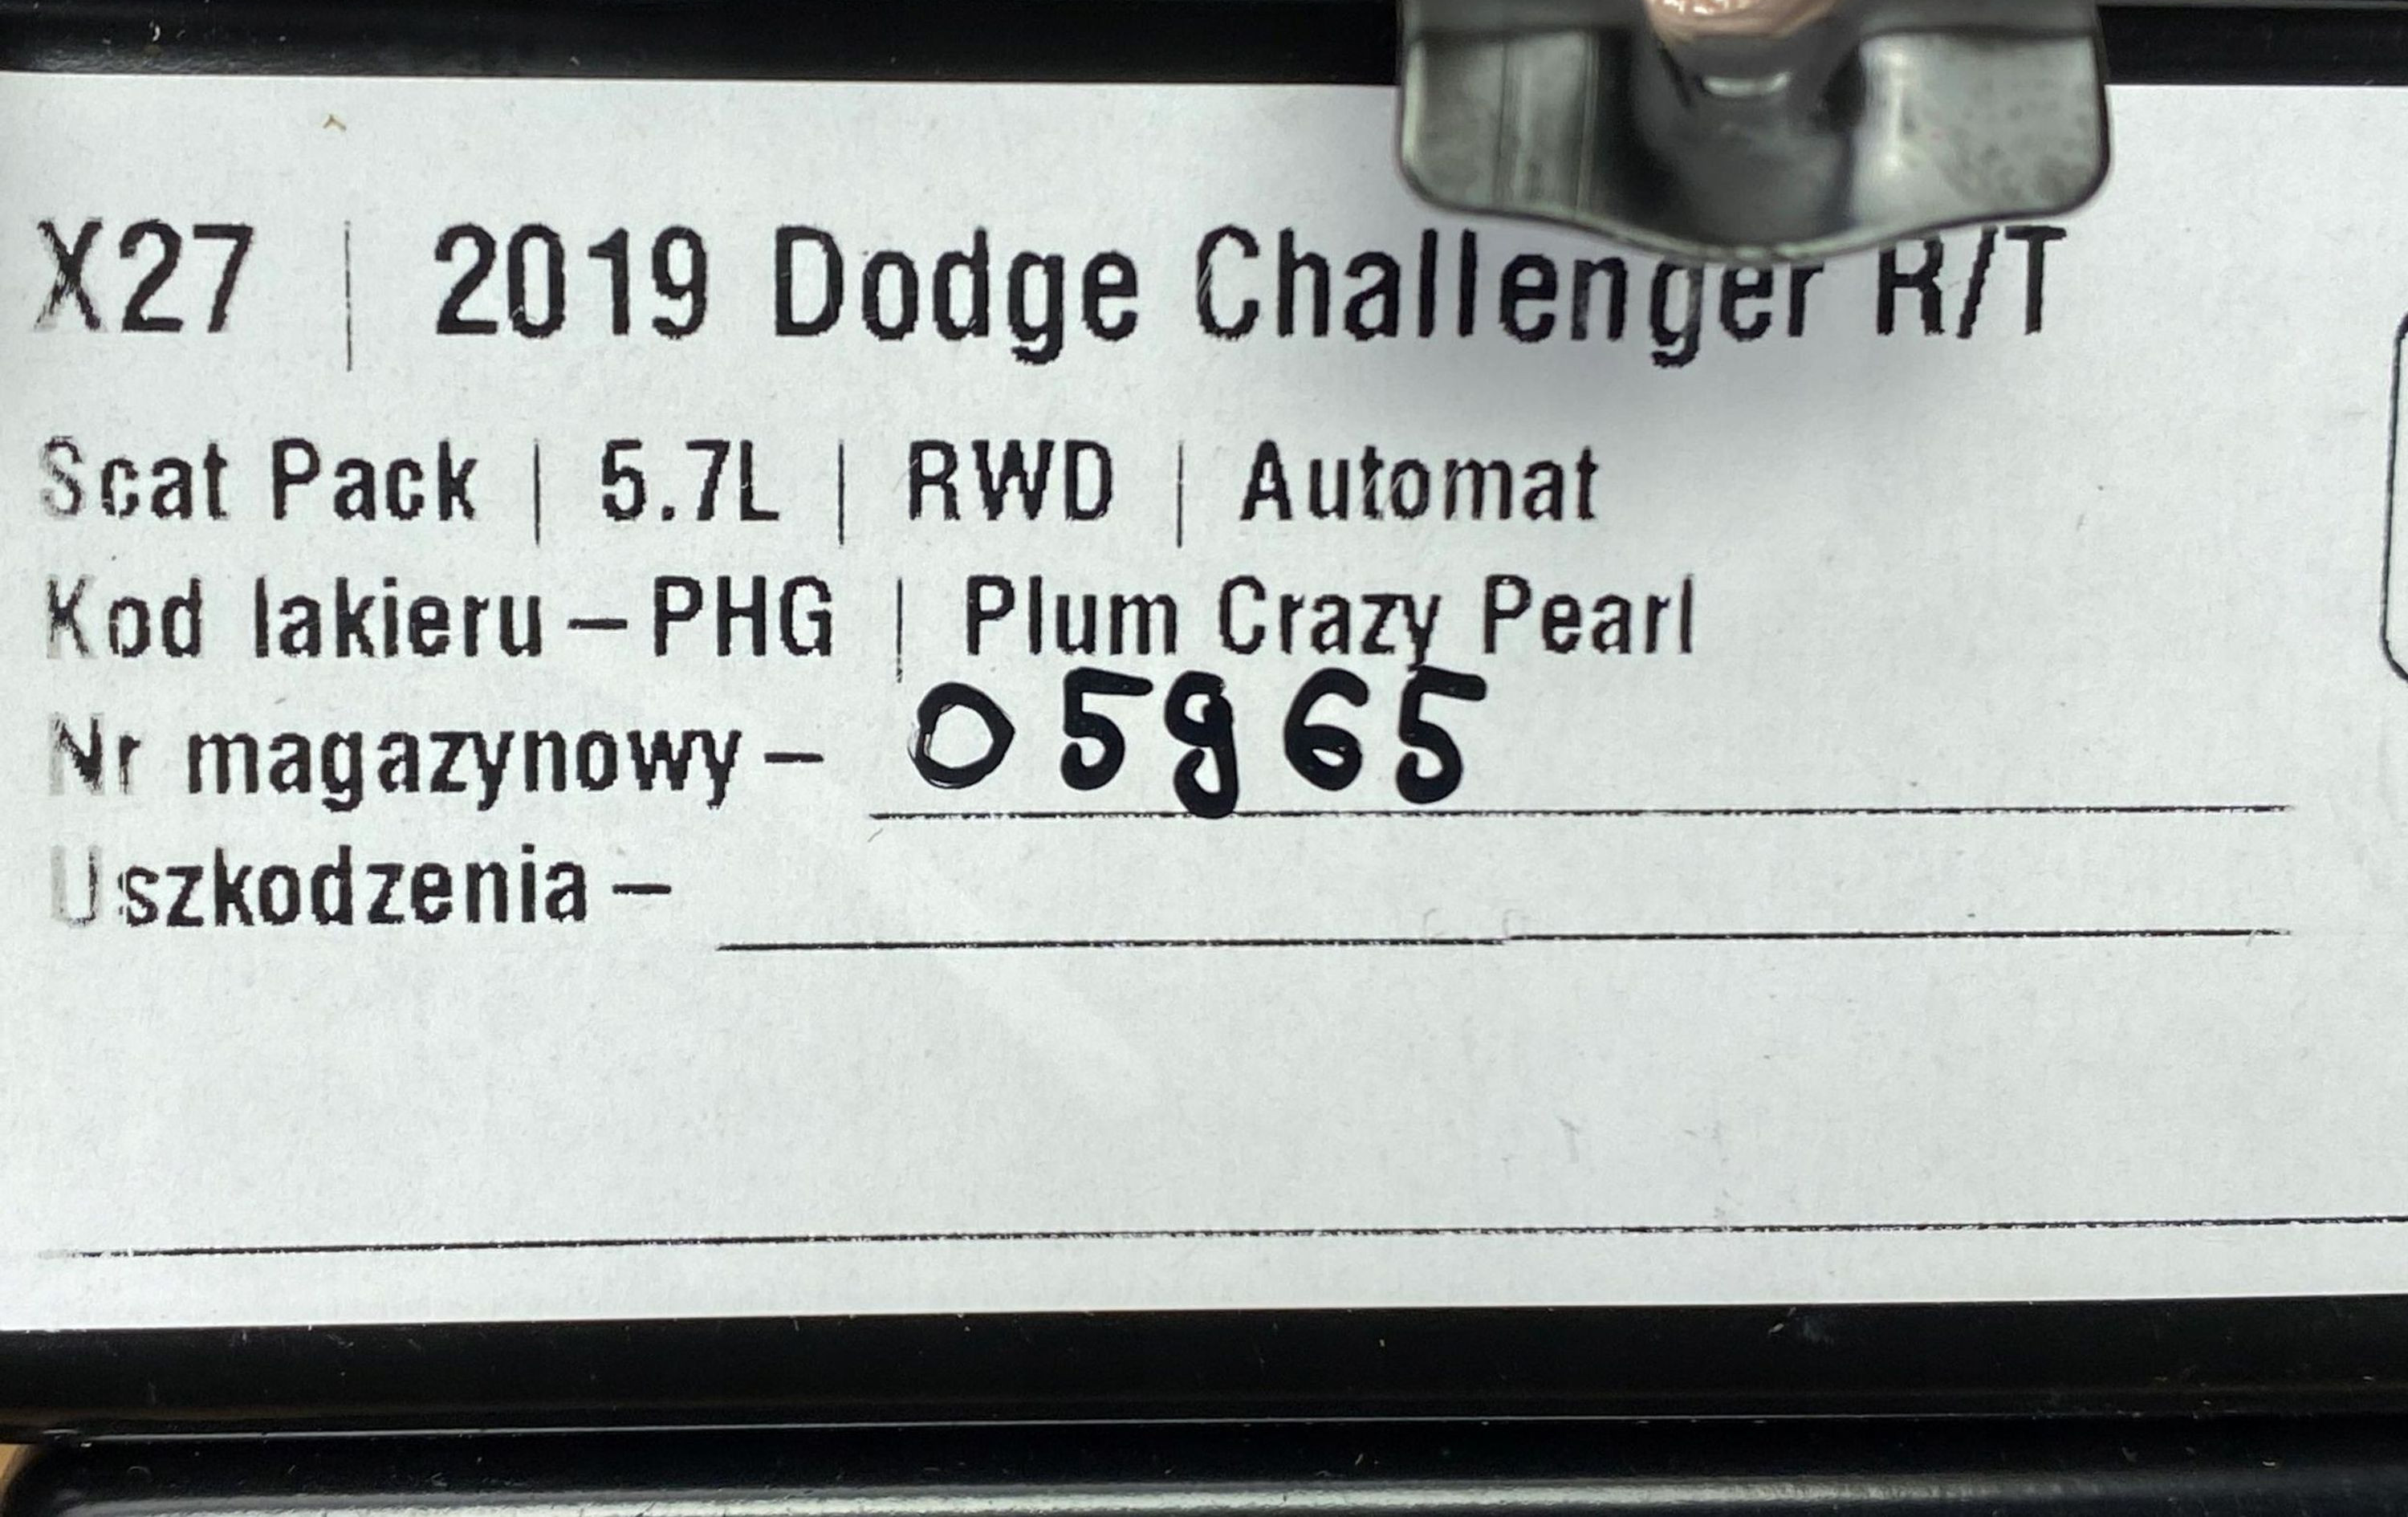 X27 | 2019 Dodge Challenger R/T
Scat Pack | 5.7L | RWD | Automat
Kod lakieru – PHG | Plum Crazy Pearl
Nr magazynowy – 05965
Uszkodzenia –